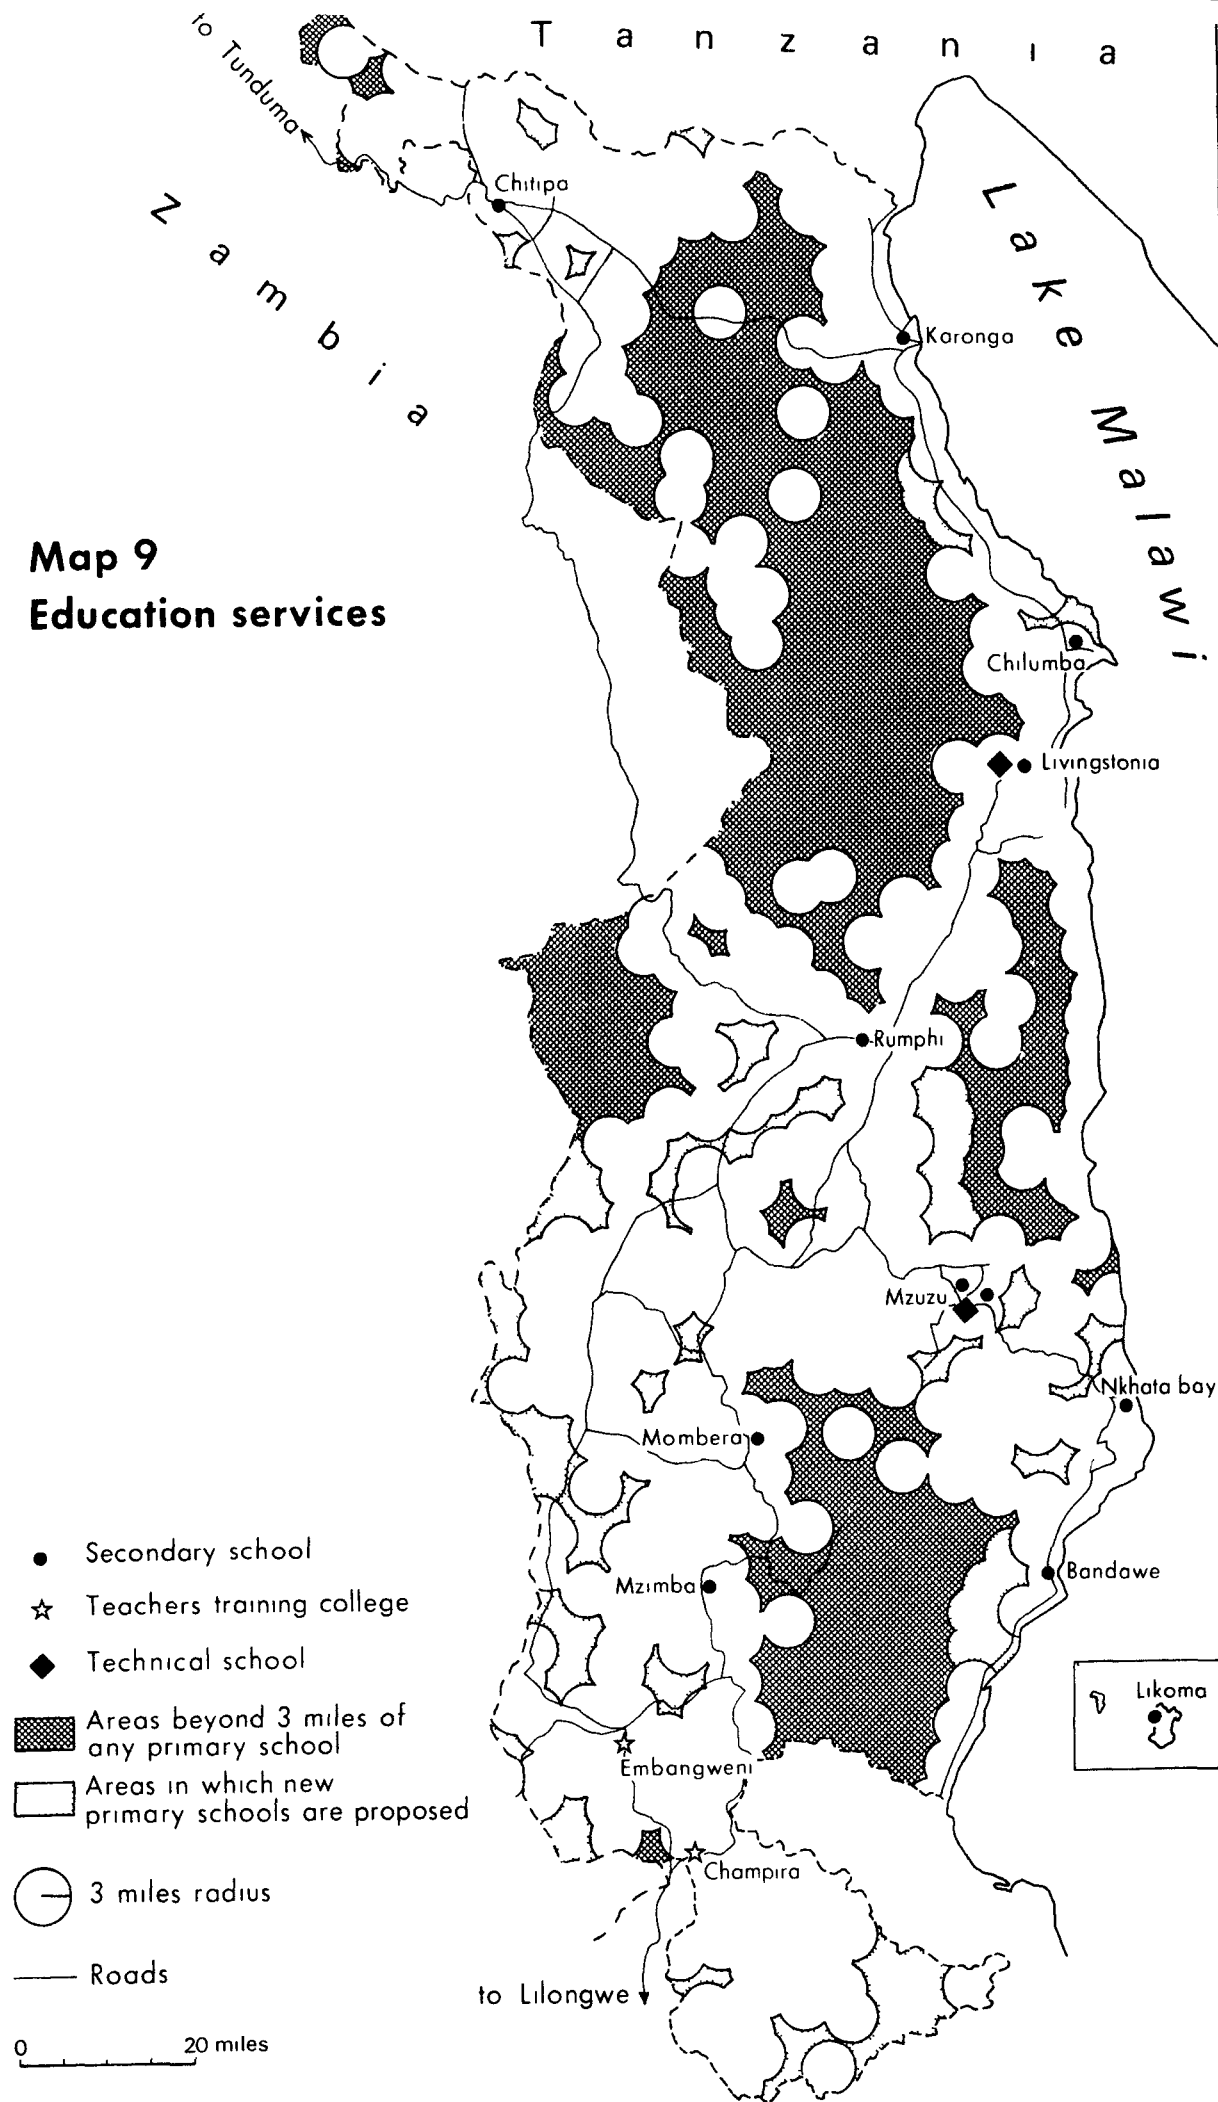 to Tunduma
Tanzania
Zambia
Lake Malawi
Chitipa
Karonga
Map 9
Education services
Chilumba
Livingstonia
Rumphi
Mzuzu
Nkhata bay
Mombera
Mzimba
Bandawe
Likoma
Embangweni
Champira
to Lilongwe
Secondary school
Teachers training college
Technical school
Areas beyond 3 miles of
any primary school
Areas in which new
primary schools are proposed
3 miles radius
Roads
0 20 miles